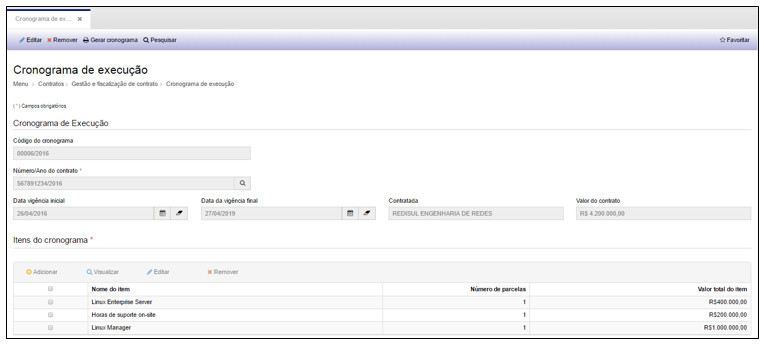 Cronograma de ex... ×
Editar Remover Gerar cronograma Pesquisar Favoritar
Cronograma de execução
Menu › Contratos › Gestão e fiscalização de contrato › Cronograma de execução
( * ) Campos obrigatórios
Cronograma de Execução
Código do cronograma
00006/2016
Número/Ano do contrato *
567891234/2016
Data vigência inicial Data da vigência final Contratada Valor do contrato
26/04/2016 27/04/2019 REDISUL ENGENHARIA DE REDES R$ 4.200.000,00
Itens do cronograma *
Adicionar Visualizar Editar Remover
Nome do item Número de parcelas Valor total do item
Linux Enterprise Server 1 R$400.000,00
Horas de suporte on-site 1 R$200.000,00
Linux Manager 1 R$1.000.000,00